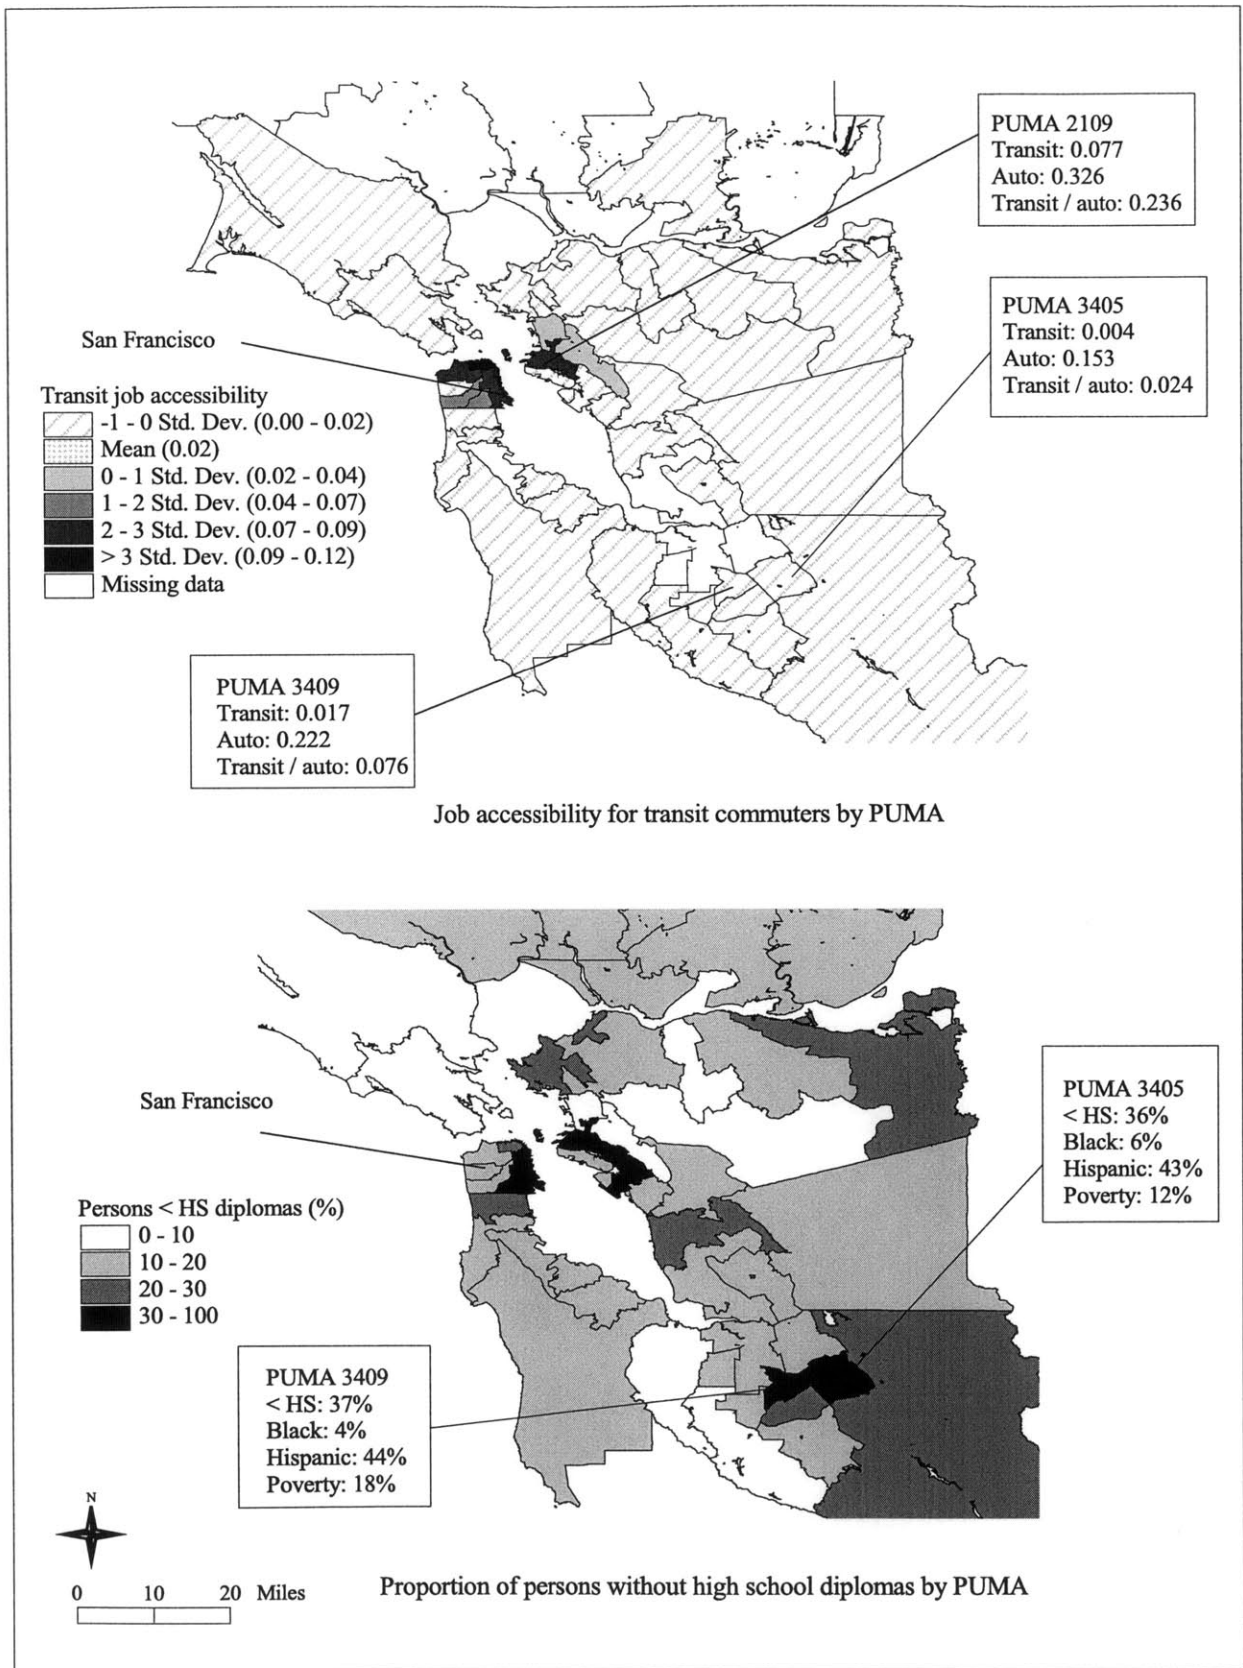 PUMA 2109
Transit: 0.077
Auto: 0.326
Transit / auto: 0.236
PUMA 3405
Transit: 0.004
Auto: 0.153
Transit / auto: 0.024
San Francisco
Transit job accessibility
-1 - 0 Std. Dev. (0.00 - 0.02)
Mean (0.02)
0 - 1 Std. Dev. (0.02 - 0.04)
1 - 2 Std. Dev. (0.04 - 0.07)
2 - 3 Std. Dev. (0.07 - 0.09)
> 3 Std. Dev. (0.09 - 0.12)
Missing data
PUMA 3409
Transit: 0.017
Auto: 0.222
Transit / auto: 0.076
Job accessibility for transit commuters by PUMA
San Francisco
PUMA 3405
< HS: 36%
Black: 6%
Hispanic: 43%
Poverty: 12%
Persons < HS diplomas (%)
0 - 10
10 - 20
20 - 30
30 - 100
PUMA 3409
< HS: 37%
Black: 4%
Hispanic: 44%
Poverty: 18%
N
0 10 20 Miles
Proportion of persons without high school diplomas by PUMA